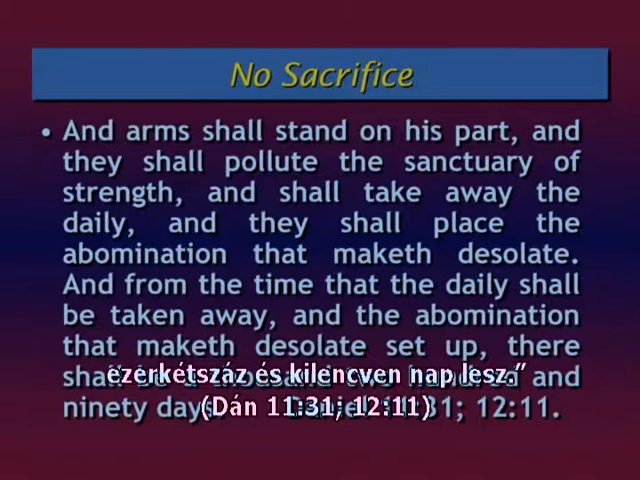 No Sacrifice
• And arms shall stand on his part, and
they shall pollute the sanctuary of
strength, and shall take away the
daily, and they shall place the
abomination that maketh desolate.
And from the time that the daily shall
be taken away, and the abomination
that maketh desolate set up, there
shall and
ezerkétszáz és kilencven nap lesz.”
ninety days. 12:11.
(Dán 11:31; 12:11)